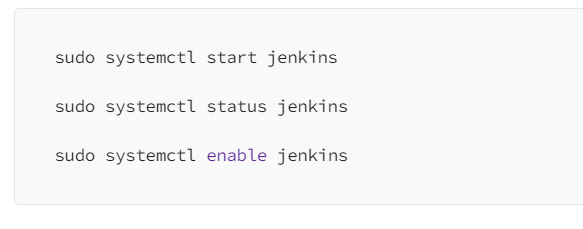 sudo systemctl start jenkins
sudo systemctl status jenkins
sudo systemctl enable jenkins